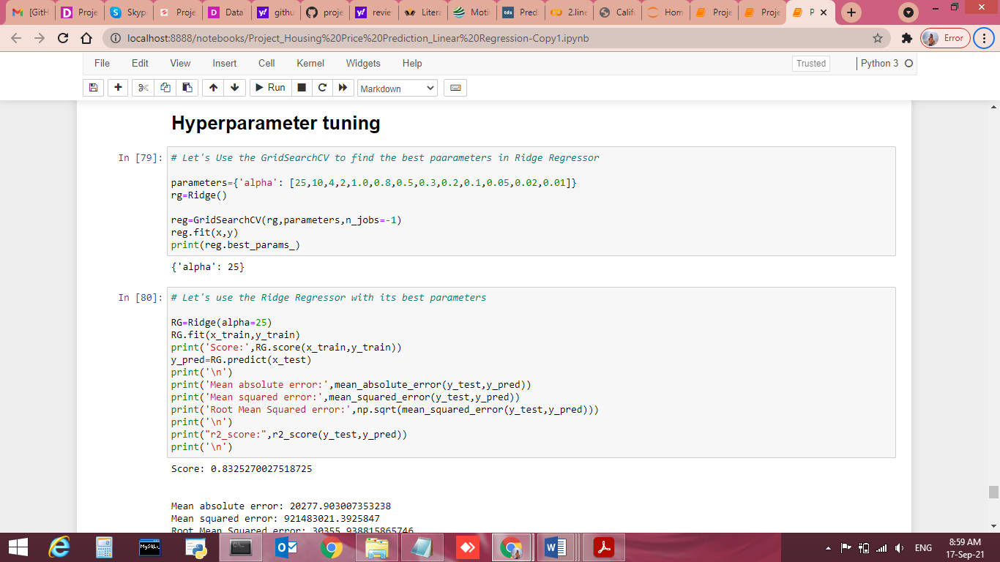 [GitH
Proje
Skyp
Proje
Data
githu
proje
revie
Litera
Moti
tds
Pred
2.line
Calif
Hom
Proje
Proje
P
localhost:8888/notebooks/Project_Housing%20Price%20Prediction_Linear%20Regression-Copy1.ipynb
Error
File Edit View Insert Cell Kernel Widgets Help
Trusted
Python 3
Run
Markdown
Hyperparameter tuning
In [79]:
# Let's Use the GridSearchCV to find the best paarameters in Ridge Regressor
parameters={'alpha': [25,10,4,2,1.0,0.8,0.5,0.3,0.2,0.1,0.05,0.02,0.01]}
rg=Ridge()
reg=GridSearchCV(rg,parameters,n_jobs=-1)
reg.fit(x,y)
print(reg.best_params_)
{'alpha': 25}
In [80]:
# Let's use the Ridge Regressor with its best parameters
RG=Ridge(alpha=25)
RG.fit(x_train,y_train)
print('Score:',RG.score(x_train,y_train))
y_pred=RG.predict(x_test)
print('\n')
print('Mean absolute error:',mean_absolute_error(y_test,y_pred))
print('Mean squared error:',mean_squared_error(y_test,y_pred))
print('Root Mean Squared error:',np.sqrt(mean_squared_error(y_test,y_pred)))
print('\n')
print("r2_score:",r2_score(y_test,y_pred))
print('\n')
Score: 0.8325270027518725
Mean absolute error: 20277.903007353238
Mean squared error: 921483021.3925847
Root Mean Squared error: 30355.938815865746
ENG
8:59 AM
17-Sep-21